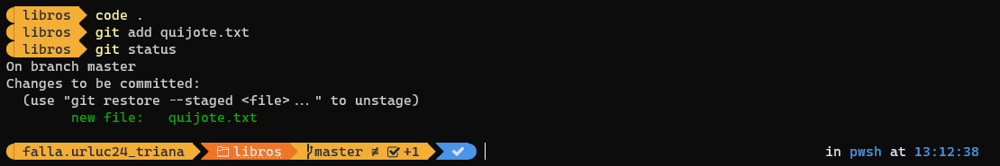 libros code .
libros git add quijote.txt
libros git status
On branch master
Changes to be committed:
(use "git restore --staged <file>..." to unstage)
new file: quijote.txt
falla.urluc24_triana libros master ≢ +1 in pwsh at 13:12:38